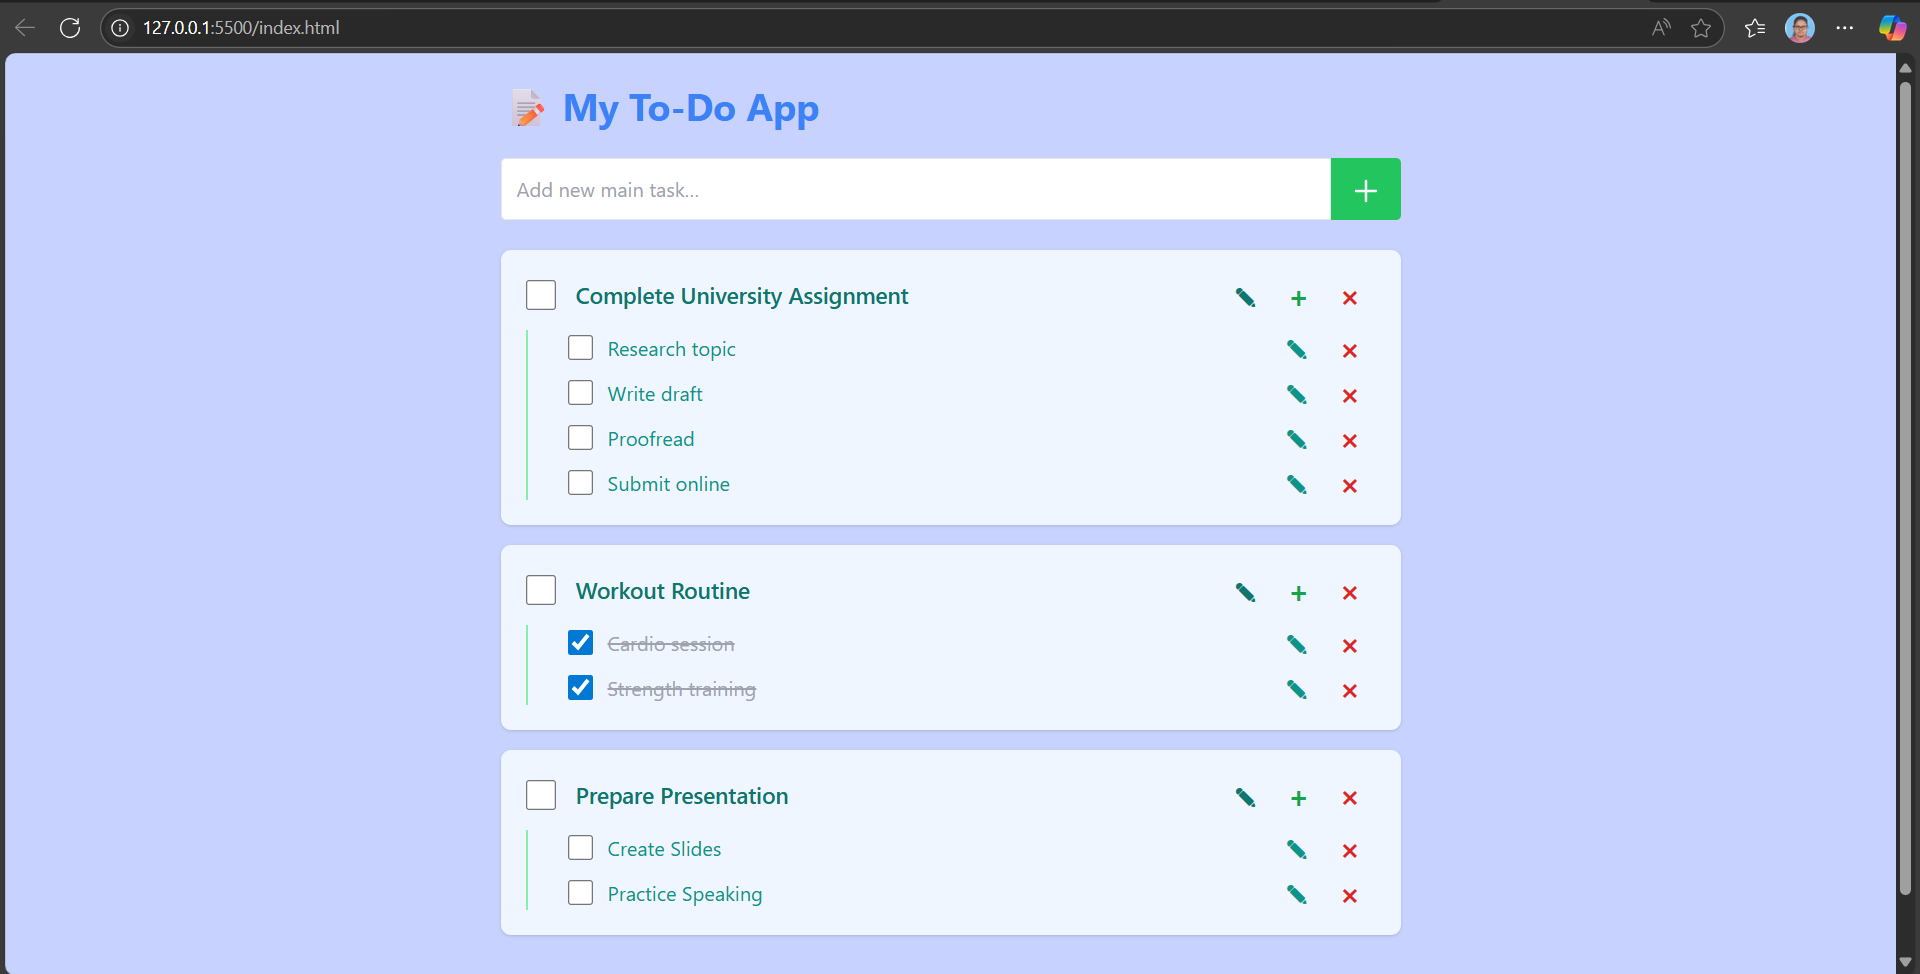 127.0.0.1:5500/index.html
My To-Do App
Add new main task...
Complete University Assignment
Research topic
Write draft
Proofread
Submit online
Workout Routine
Cardio session
Strength training
Prepare Presentation
Create Slides
Practice Speaking